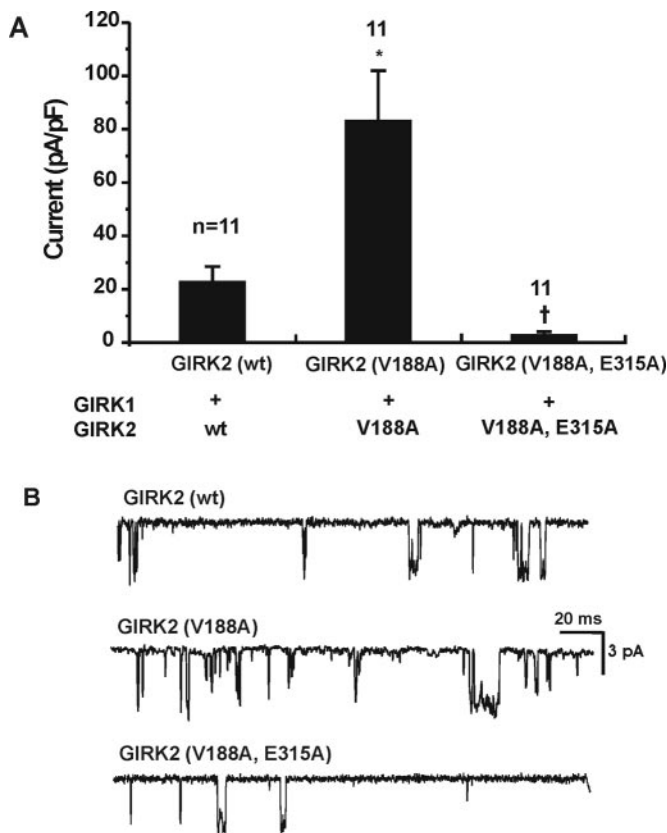 A
Current (pA/pF)
120
100
80
60
40
20
0
n=11
11
*
11
†
GIRK2 (wt) GIRK2 (V188A) GIRK2 (V188A, E315A)
GIRK1 + + +
GIRK2 wt V188A V188A, E315A
B
GIRK2 (wt)
GIRK2 (V188A)
20 ms
3 pA
GIRK2 (V188A, E315A)